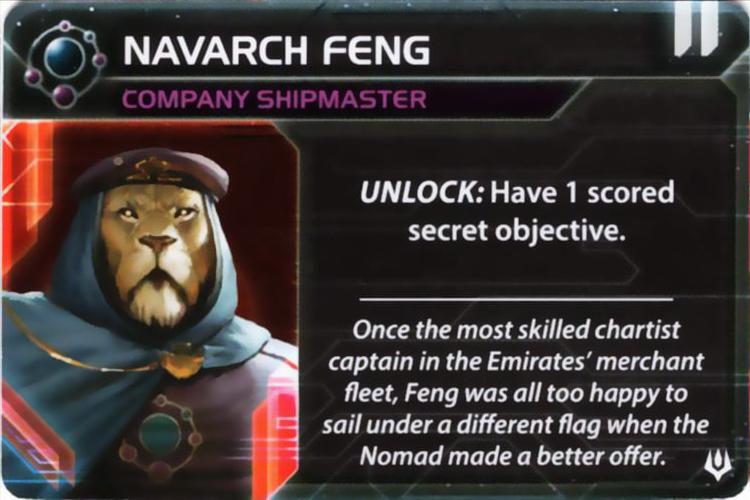 NAVARCH FENG
COMPANY SHIPMASTER
UNLOCK: Have 1 scored
secret objective.
Once the most skilled chartist
captain in the Emirates' merchant
fleet, Feng was all too happy to
sail under a different flag when the
Nomad made a better offer.